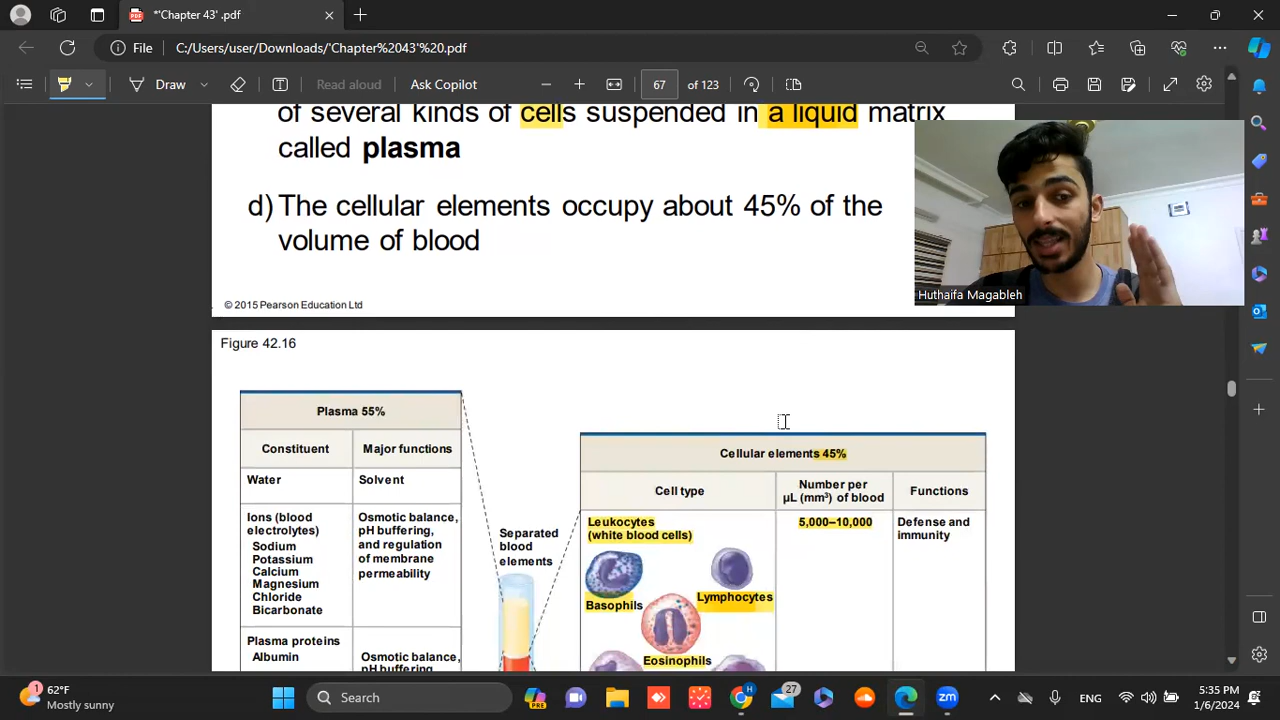 *'Chapter 43' .pdf
File
C:/Users/user/Downloads/'Chapter%2043'%20.pdf
Draw
Read aloud
Ask Copilot
67
of 123
of several kinds of cells suspended in a liquid matrix
called plasma
d) The cellular elements occupy about 45% of the
volume of blood
Huthaifa Magableh
© 2015 Pearson Education Ltd
Figure 42.16
Plasma 55%
Constituent
Major functions
Water
Solvent
Ions (blood
electrolytes)
Sodium
Potassium
Calcium
Magnesium
Chloride
Bicarbonate
Osmotic balance,
pH buffering,
and regulation
of membrane
permeability
Plasma proteins
Albumin
Osmotic balance,
pH buffering
Separated
blood
elements
Cellular elements 45%
Cell type
Number per
µL (mm³) of blood
Functions
Leukocytes
(white blood cells)
5,000–10,000
Defense and
immunity
Basophils
Lymphocytes
Eosinophils
1
62°F
Mostly sunny
Search
PRE
H
27
zm
ENG
5:35 PM
1/6/2024